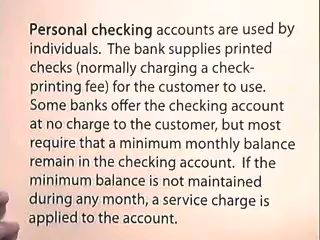 Personal checking accounts are used by
individuals. The bank supplies printed
checks (normally charging a check-
printing fee) for the customer to use.
Some banks offer the checking account
at no charge to the customer, but most
require that a minimum monthly balance
remain in the checking account. If the
minimum balance is not maintained
during any month, a service charge is
applied to the account.